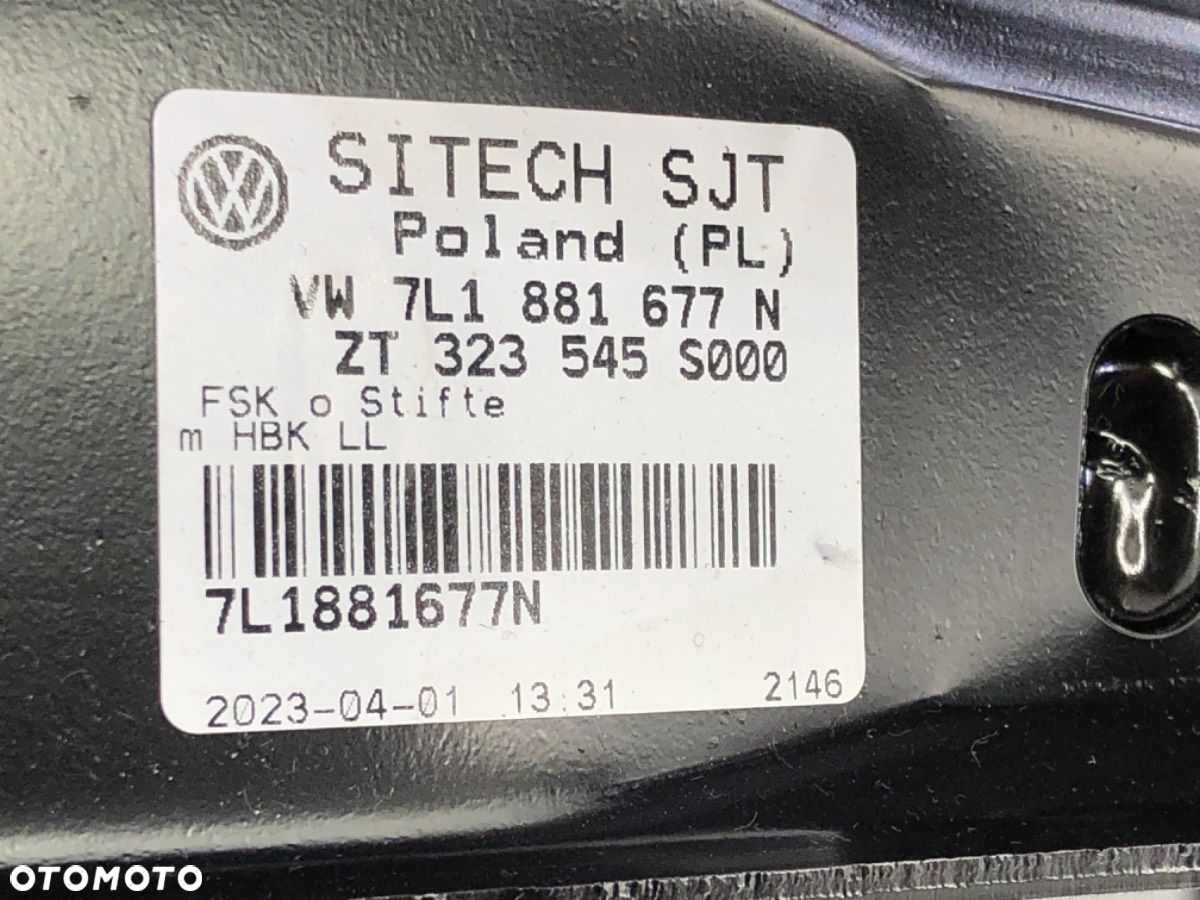 SITECH SJT
Poland (PL)
VW 7L1 881 677 N
ZT 323 545 S000
FSK o Stifte
m HBK LL
7L1881677N
2023-04-01 13:31 2146
OTOMOTO